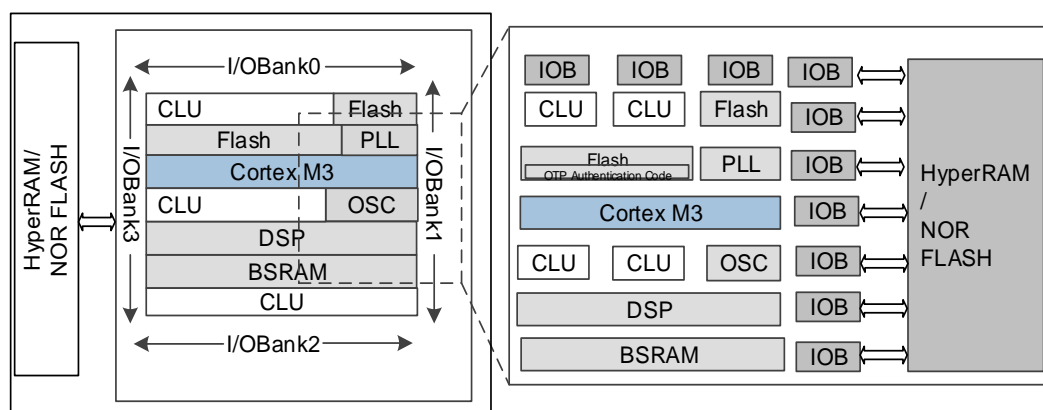 HyperRAM/
NOR FLASH
I/OBank0
I/OBank3
CLU
Flash
Flash
PLL
Cortex M3
CLU
OSC
DSP
BSRAM
CLU
I/OBank1
I/OBank2
IOB
IOB
IOB
IOB
CLU
CLU
Flash
IOB
Flash
OTP Authentication Code
PLL
IOB
Cortex M3
IOB
CLU
CLU
OSC
IOB
DSP
IOB
BSRAM
IOB
HyperRAM
/
NOR
FLASH